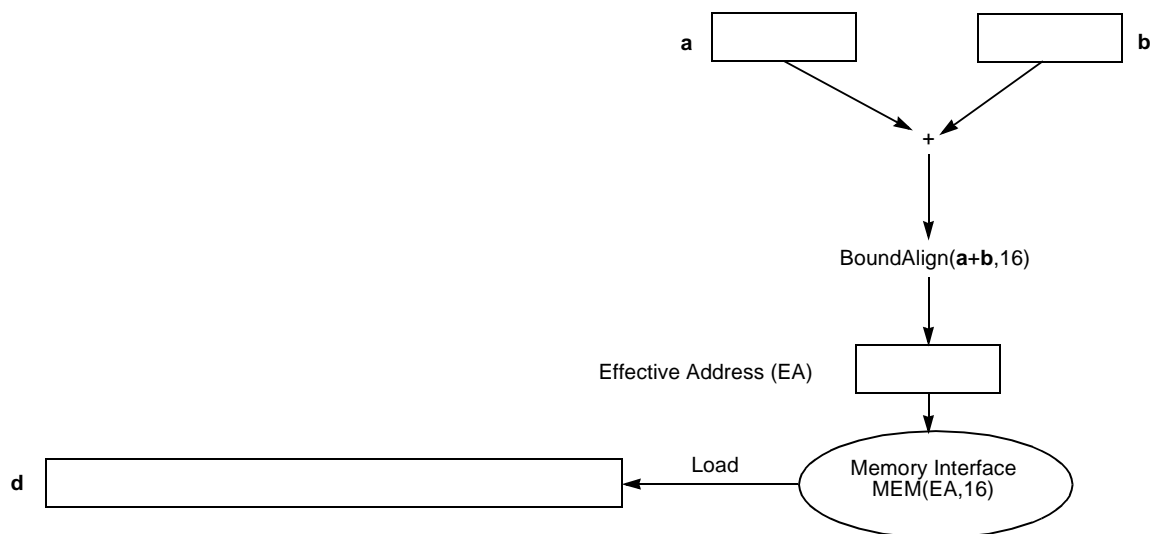 a
b
+
BoundAlign(a+b,16)
Effective Address (EA)
Load
Memory Interface
MEM(EA,16)
d